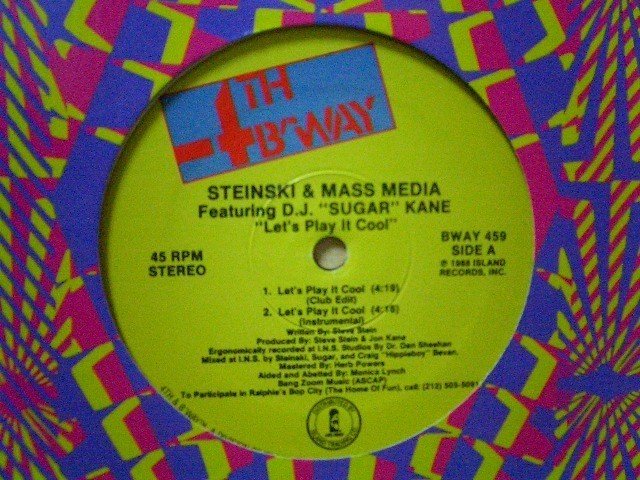 4TH
B'WAY
STEINSKI & MASS MEDIA
Featuring D.J. "SUGAR" KANE
"Let's Play It Cool"
45 RPM
STEREO
BWAY 459
SIDE A
℗ 1988 ISLAND
RECORDS, INC.
1. Let's Play It Cool (4:19)
(Club Edit)
2. Let's Play It Cool (4:18)
(Instrumental)
Written By: Steve Stein
Produced By: Steve Stein & Jon Kane
Ergonomically recorded at I.N.S. Studios By Dr. Dan Sheehan
Mixed at I.N.S. by Steinski, Sugar, and Craig "Hippieboy" Bevan.
Mastered By: Herb Powers
Aided and Abetted By: Monica Lynch
Bang Zoom Music (ASCAP)
To Participate in Ralphie's Bop City (The Home Of Fun), call: (212) 505-5091
4TH & B'WAY